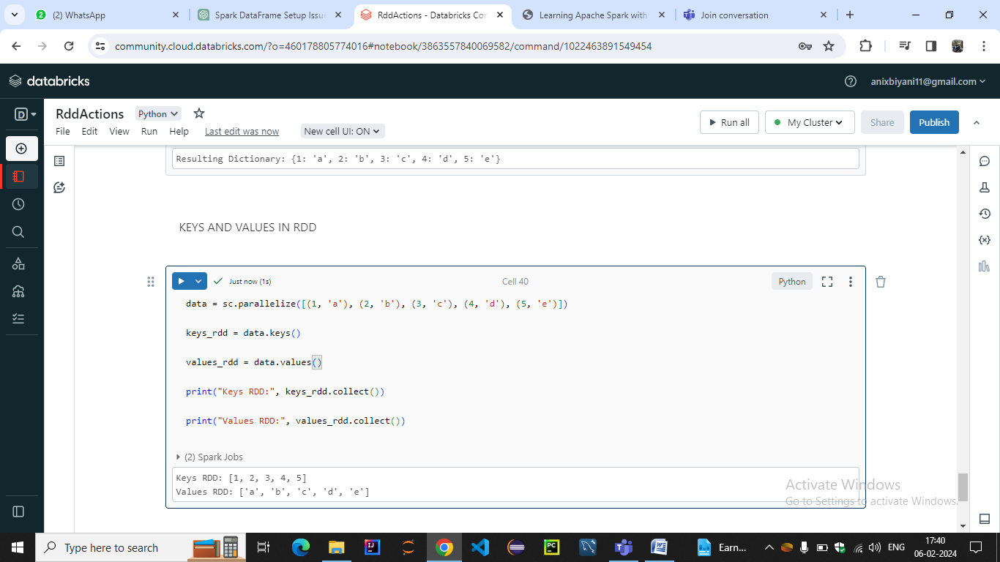 (2) WhatsApp
Spark DataFrame Setup Issue
RddActions - Databricks Con
Learning Apache Spark with
Join conversation
community.cloud.databricks.com/?o=460178805774016#notebook/3863557840069582/command/1022463891549454
databricks
anixbiyani11@gmail.com
D
RddActions
Python
File Edit View Run Help Last edit was now New cell UI: ON
Run all
My Cluster
Share
Publish
Resulting Dictionary: {1: 'a', 2: 'b', 3: 'c', 4: 'd', 5: 'e'}
KEYS AND VALUES IN RDD
Just now (1s)
Cell 40
Python
data = sc.parallelize([(1, 'a'), (2, 'b'), (3, 'c'), (4, 'd'), (5, 'e')])
keys_rdd = data.keys()
values_rdd = data.values()
print("Keys RDD:", keys_rdd.collect())
print("Values RDD:", values_rdd.collect())
(2) Spark Jobs
Keys RDD: [1, 2, 3, 4, 5]
Values RDD: ['a', 'b', 'c', 'd', 'e']
Activate Windows
Go to Settings to activate Windows.
Type here to search
Earn...
ENG
17:40
06-02-2024